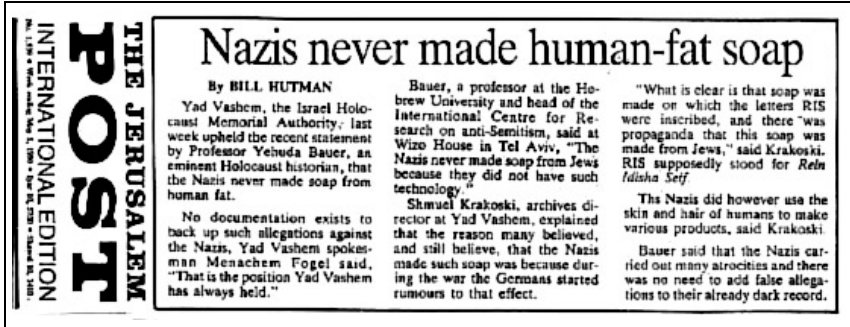 THE JERUSALEM
POST
INTERNATIONAL EDITION
Nazis never made human-fat soap
By BILL HUTMAN
Yad Vashem, the Israel Holo-
caust Memorial Authority, last
week upheld the recent statement
by Professor Yehuda Bauer, an
eminent Holocaust historian, that
the Nazis never made soap from
human fat.
No documentation exists to
back up such allegations against
the Nazis, Yad Vashem spokes-
man Menachem Fogel said,
"That is the position Yad Vashem
has always held."
Bauer, a professor at the He-
brew University and head of the
International Centre for Re-
search on anti-Semitism, said at
Wizo House in Tel Aviv, "The
Nazis never made soap from Jews
because they did not have such
technology."
Shmuel Krakoski, archives di-
rector at Yad Vashem, explained
that the reason many believed,
and still believe, that the Nazis
made such soap was because dur-
ing the war the Germans started
rumours to that effect.
"What is clear is that soap was
made on which the letters RIS
were inscribed, and there was
propaganda that this soap was
made from Jews," said Krakoski.
RIS supposedly stood for Rein
Idisha Seif.
Ths Nazis did however use the
skin and hair of humans to make
various products, said Krakoski
Bauer said that the Nazis car-
ried out many atrocities and there
was no need to add false allega-
tions to their already dark record.